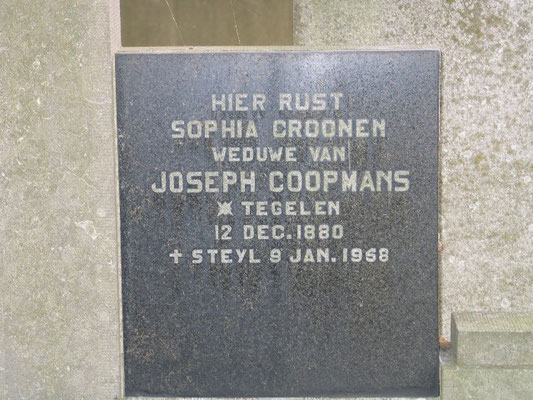 HIER RUST
SOPHIA CROONEN
WEDUWE VAN
JOSEPH COOPMANS
✳ TEGELEN
12 DEC. 1880
✝ STEYL 9 JAN. 1968